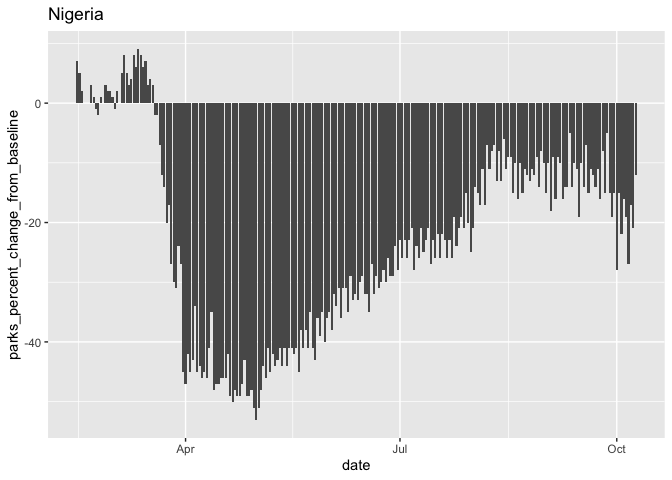 Nigeria
parks_percent_change_from_baseline
0
-20
-40
Apr
Jul
Oct
date